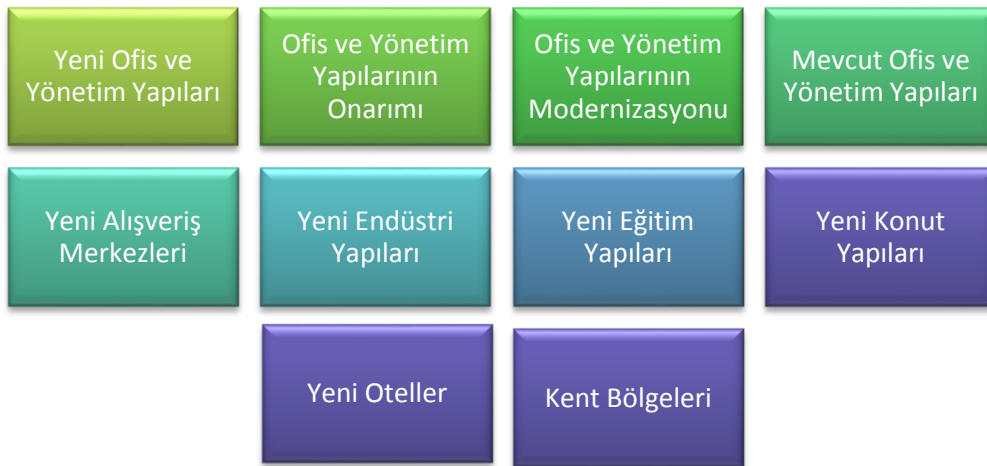 Yeni Ofis ve
Yönetim Yapıları
Ofis ve Yönetim
Yapılarının
Onarımı
Ofis ve Yönetim
Yapılarının
Modernizasyonu
Mevcut Ofis ve
Yönetim Yapıları
Yeni Alışveriş
Merkezleri
Yeni Endüstri
Yapıları
Yeni Eğitim
Yapıları
Yeni Konut
Yapıları
Yeni Oteller
Kent Bölgeleri